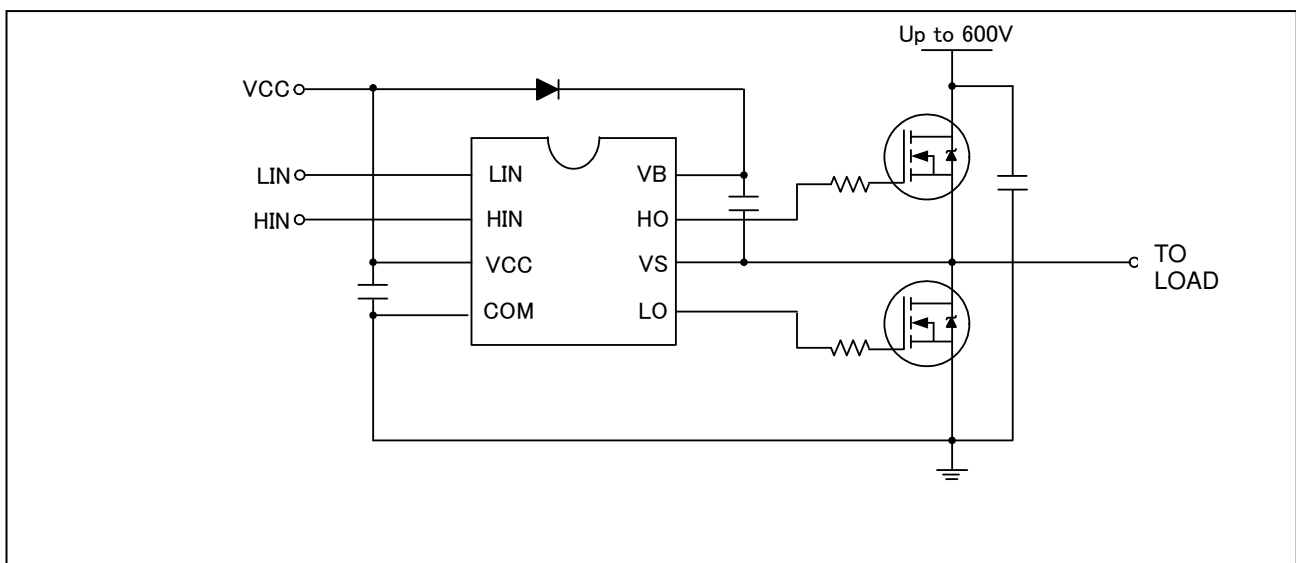 Up to 600V
VCC
LIN
LIN
VB
HIN
HIN
HO
VCC
VS
TO
LOAD
COM
LO